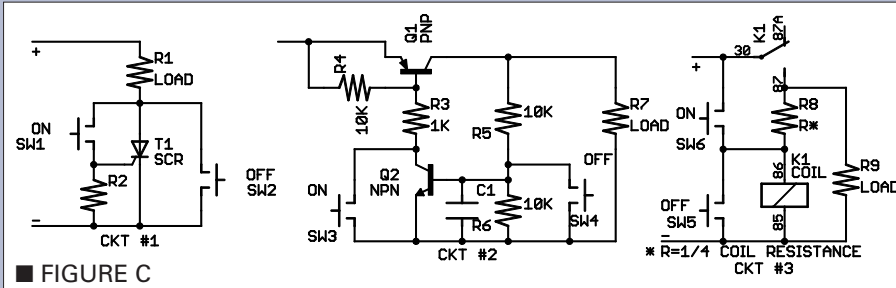 +
R1
LOAD
ON
SW1
T1
SCR
R2
OFF
SW2
−
CKT #1
Q1
PNP
R4
10K
R3
1K
10K
R5
R7
LOAD
ON
SW3
Q2
NPN
C1
R6
10K
OFF
SW4
CKT #2
K1
87A
30
+
87
ON
SW6
R8
R*
86
K1
COIL
85
R9
LOAD
OFF
SW5
−
* R=1/4 COIL RESISTANCE
CKT #3
■ FIGURE C